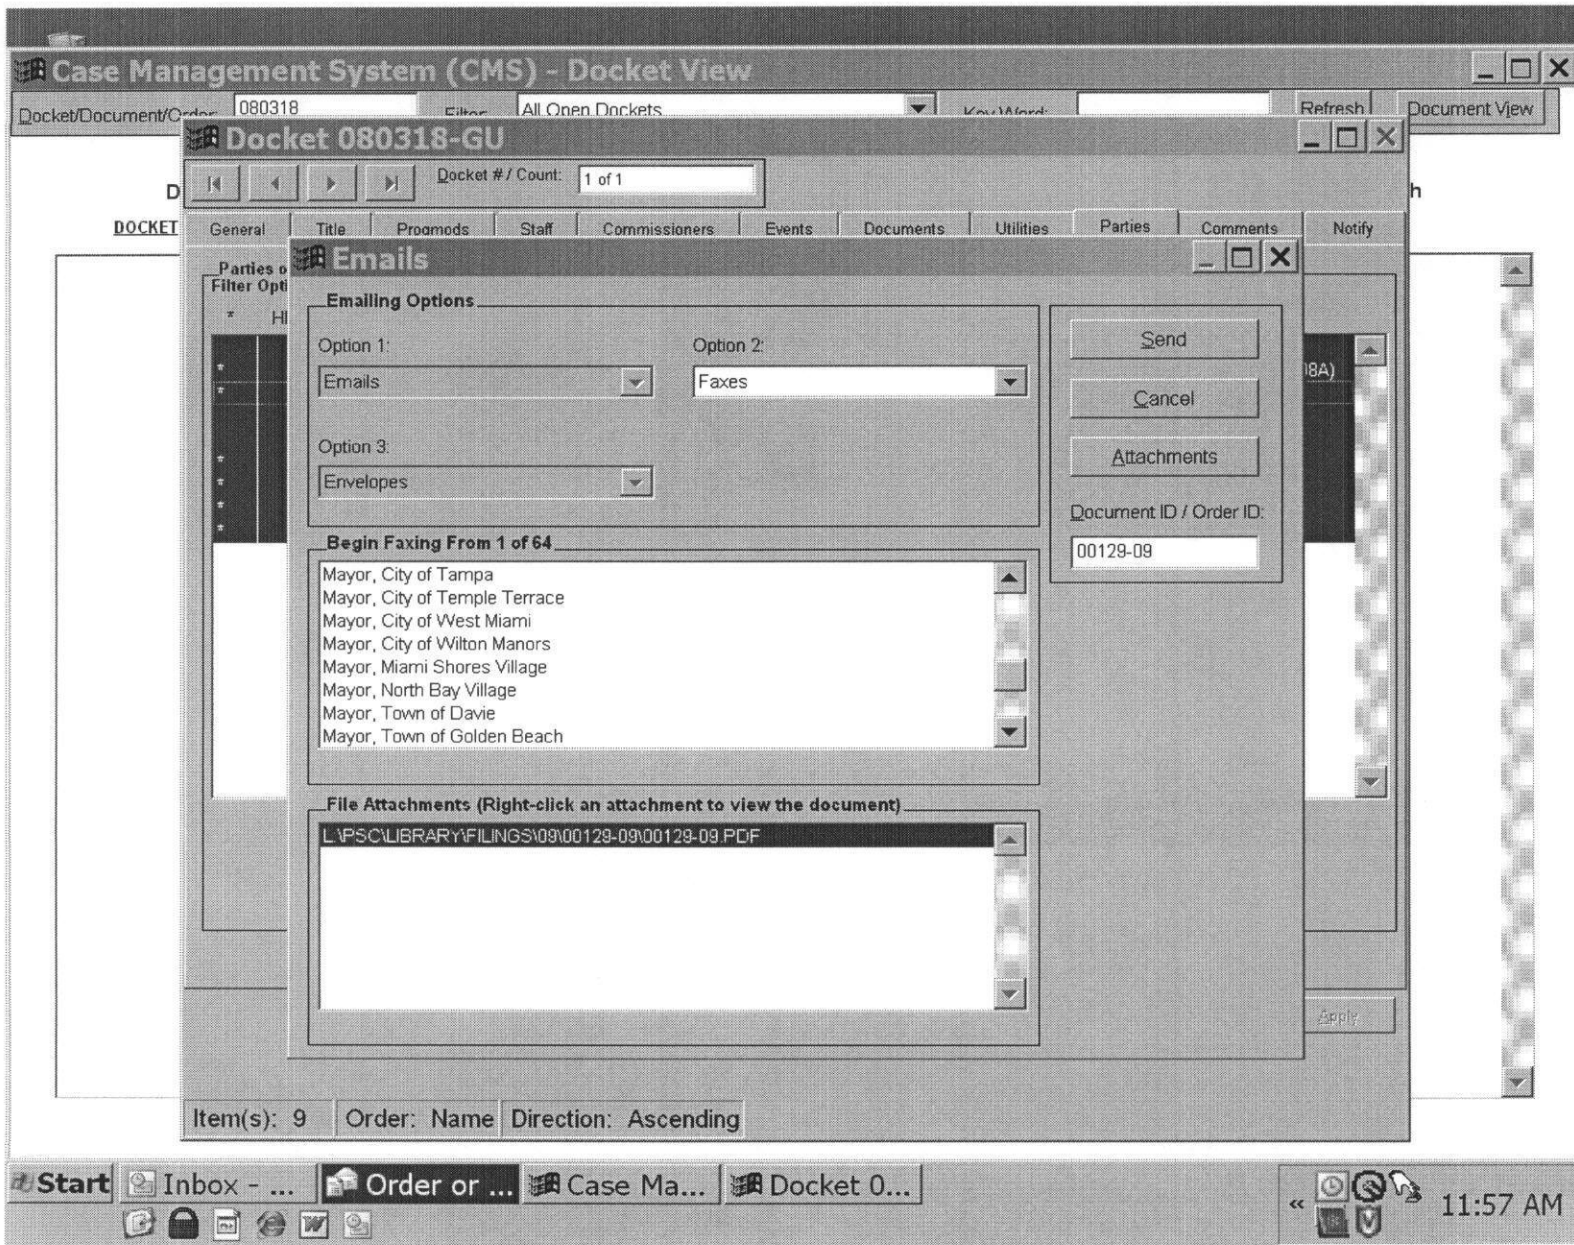 Case Management System (CMS) - Docket View
Docket/Document/Order: 080318 Filter: All Open Dockets Key Word: Refresh Document View
Docket 080318-GU
Docket # / Count: 1 of 1
DOCKET
General Title Progmods Staff Commissioners Events Documents Utilities Parties Comments Notify
Emails
Parties o
Filter Opti
*
Emailing Options
Option 1: Option 2:
Emails Faxes
Option 3:
Envelopes
Send
Cancel
Attachments
Document ID / Order ID:
00129-09
Begin Faxing From 1 of 64
Mayor, City of Tampa
Mayor, City of Temple Terrace
Mayor, City of West Miami
Mayor, City of Wilton Manors
Mayor, Miami Shores Village
Mayor, North Bay Village
Mayor, Town of Davie
Mayor, Town of Golden Beach
File Attachments (Right-click an attachment to view the document)
L:\PSC\LIBRARY\FILINGS\09\00129-09\00129-09.PDF
Apply
Item(s): 9 Order: Name Direction: Ascending
Start Inbox - ... Order or ... Case Ma... Docket 0...
« 11:57 AM